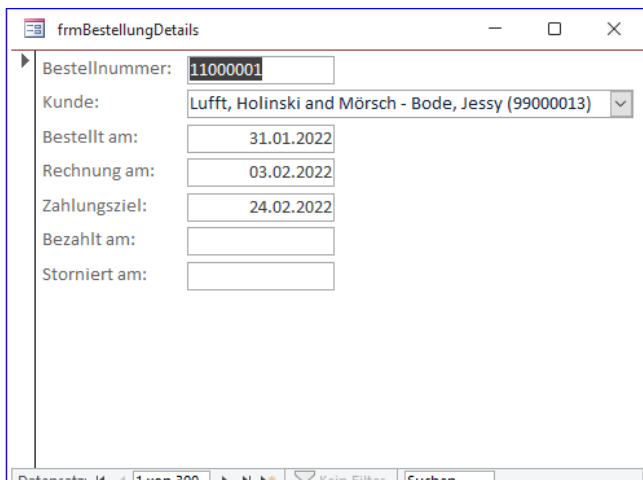 frmBestellungDetails
Bestellnummer: 11000001
Kunde: Lufft, Holinski and Mörsch - Bode, Jessy (99000013)
Bestellt am: 31.01.2022
Rechnung am: 03.02.2022
Zahlungsziel: 24.02.2022
Bezahlt am:
Storniert am:
Datensatz: 1 von 300 Kein Filter Suchen